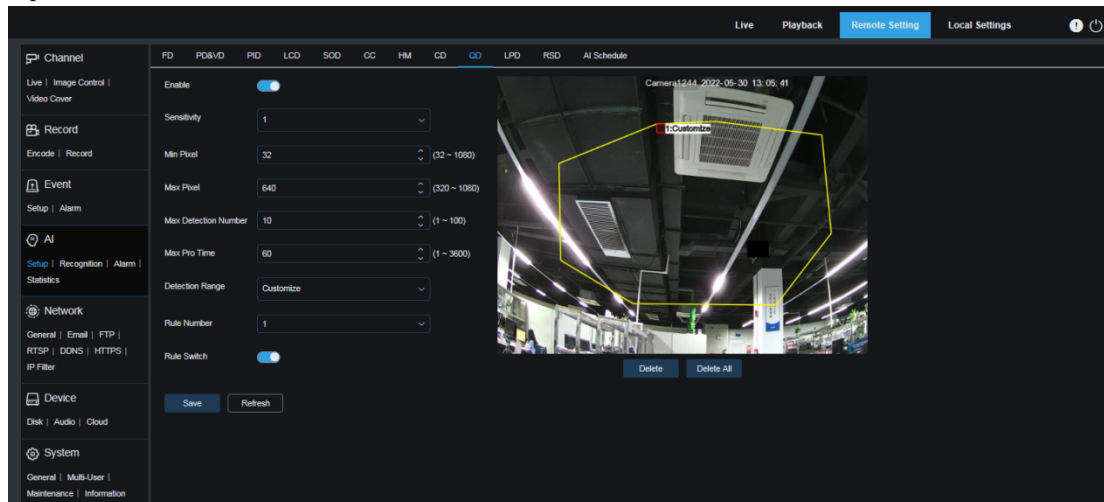 Live Playback Remote Setting Local Settings
Channel
Live | Image Control |
Video Cover
Record
Encode | Record
Event
Setup | Alarm
AI
Setup | Recognition | Alarm |
Statistics
Network
General | Email | FTP |
RTSP | DDNS | HTTPS |
IP Filter
Device
Disk | Audio | Cloud
System
General | Multi-User |
Maintenance | Information
FD PD&VD PID LCD SOD CC HM CD QD LPD RSD AI Schedule
Enable
Sensitivity 1
Min Pixel 32 (32 ~ 1080)
Max Pixel 640 (320 ~ 1080)
Max Detection Number 10 (1 ~ 100)
Max Pro Time 60 (1 ~ 3600)
Detection Range Customize
Rule Number 1
Rule Switch
Save Refresh
Camera1244 2022-05-30 13:05:41
1:Customize
Delete Delete All